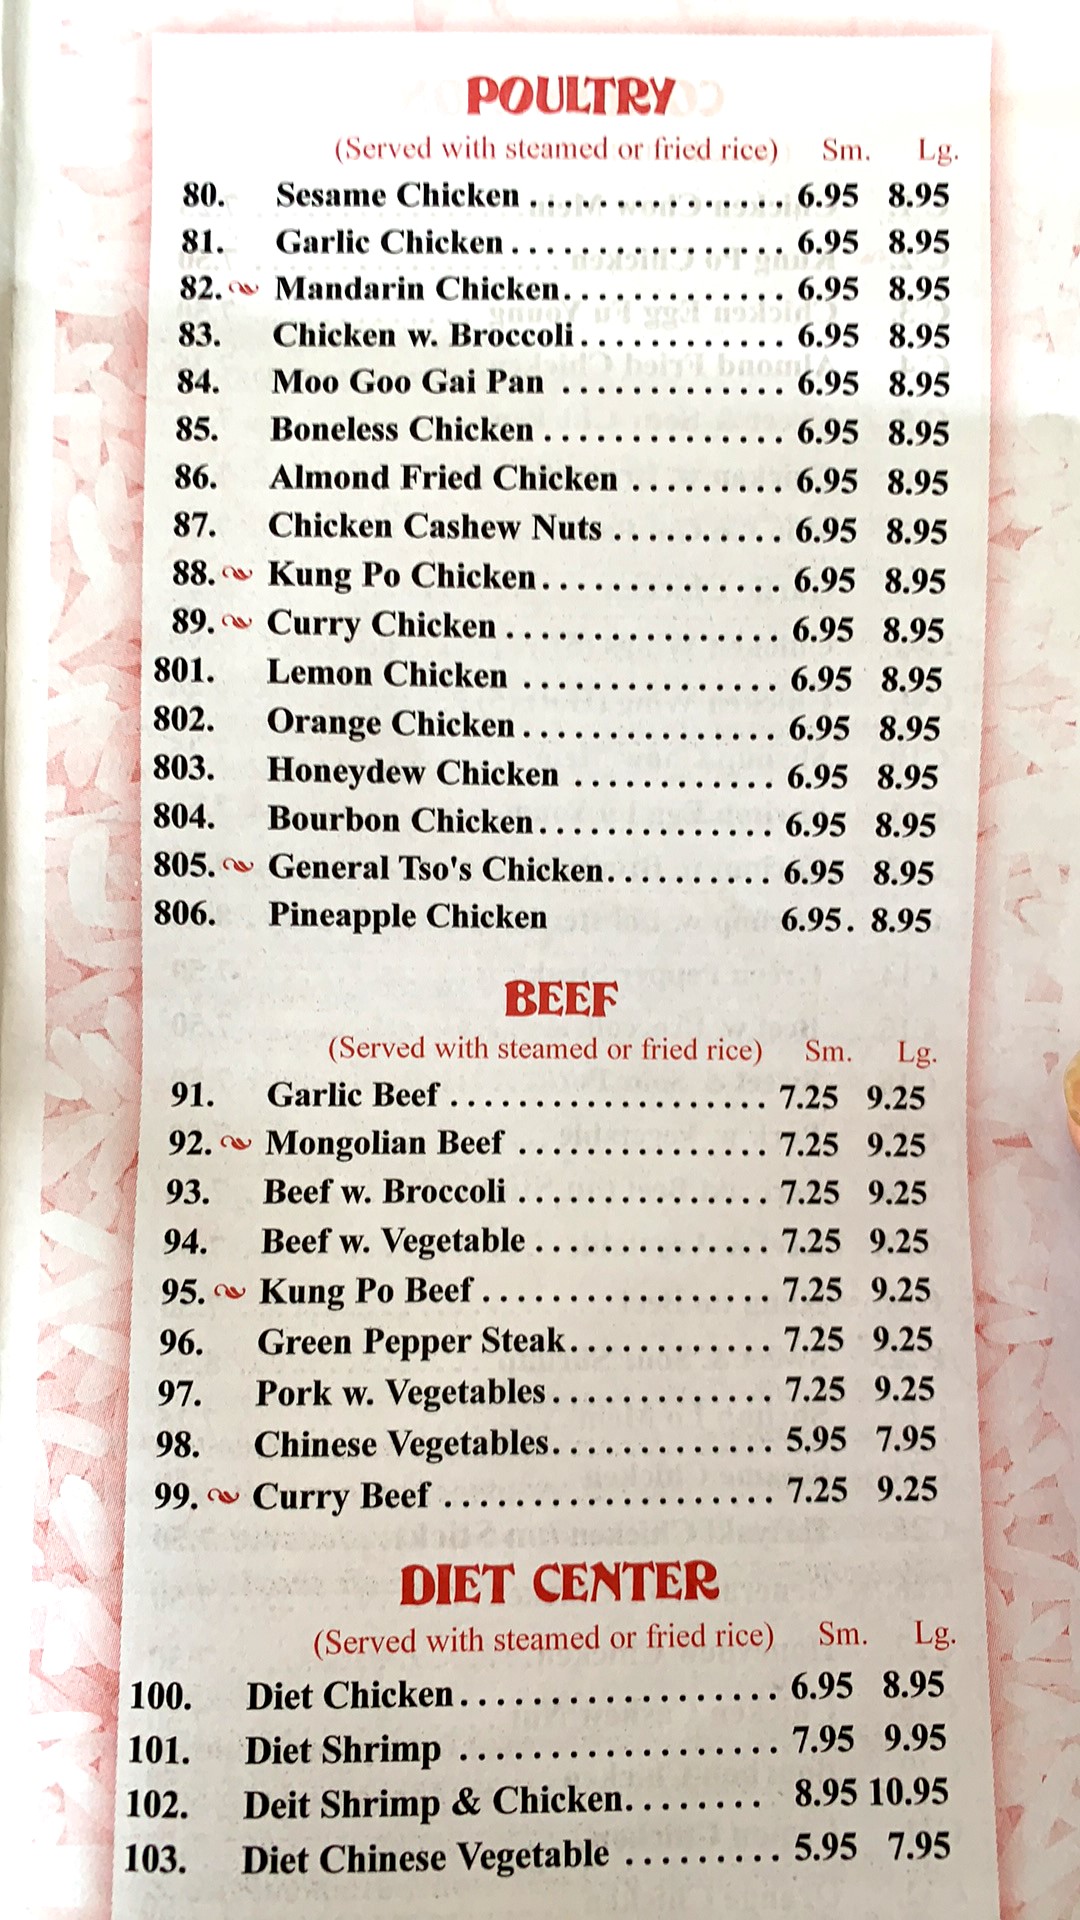 POULTRY
(Served with steamed or fried rice) Sm. Lg.
80. Sesame Chicken . . . . . . . . . . . . . . . 6.95 8.95
81. Garlic Chicken . . . . . . . . . . . . . . . . 6.95 8.95
82. Mandarin Chicken. . . . . . . . . . . . . 6.95 8.95
83. Chicken w. Broccoli . . . . . . . . . . . . 6.95 8.95
84. Moo Goo Gai Pan . . . . . . . . . . . . . 6.95 8.95
85. Boneless Chicken . . . . . . . . . . . . . . 6.95 8.95
86. Almond Fried Chicken . . . . . . . . . 6.95 8.95
87. Chicken Cashew Nuts . . . . . . . . . . 6.95 8.95
88. Kung Po Chicken. . . . . . . . . . . . . . 6.95 8.95
89. Curry Chicken . . . . . . . . . . . . . . . . 6.95 8.95
801. Lemon Chicken . . . . . . . . . . . . . . . 6.95 8.95
802. Orange Chicken . . . . . . . . . . . . . . . 6.95 8.95
803. Honeydew Chicken . . . . . . . . . . . . 6.95 8.95
804. Bourbon Chicken. . . . . . . . . . . . . . 6.95 8.95
805. General Tso's Chicken. . . . . . . . . . 6.95 8.95
806. Pineapple Chicken 6.95. 8.95
BEEF
(Served with steamed or fried rice) Sm. Lg.
91. Garlic Beef . . . . . . . . . . . . . . . . . . . 7.25 9.25
92. Mongolian Beef . . . . . . . . . . . . . . . 7.25 9.25
93. Beef w. Broccoli . . . . . . . . . . . . . . . 7.25 9.25
94. Beef w. Vegetable . . . . . . . . . . . . . . 7.25 9.25
95. Kung Po Beef . . . . . . . . . . . . . . . . . 7.25 9.25
96. Green Pepper Steak. . . . . . . . . . . . 7.25 9.25
97. Pork w. Vegetables . . . . . . . . . . . . . 7.25 9.25
98. Chinese Vegetables. . . . . . . . . . . . . 5.95 7.95
99. Curry Beef . . . . . . . . . . . . . . . . . . . 7.25 9.25
DIET CENTER
(Served with steamed or fried rice) Sm. Lg.
100. Diet Chicken . . . . . . . . . . . . . . . . . . 6.95 8.95
101. Diet Shrimp . . . . . . . . . . . . . . . . . . 7.95 9.95
102. Deit Shrimp & Chicken. . . . . . . . 8.95 10.95
103. Diet Chinese Vegetable . . . . . . . . . 5.95 7.95